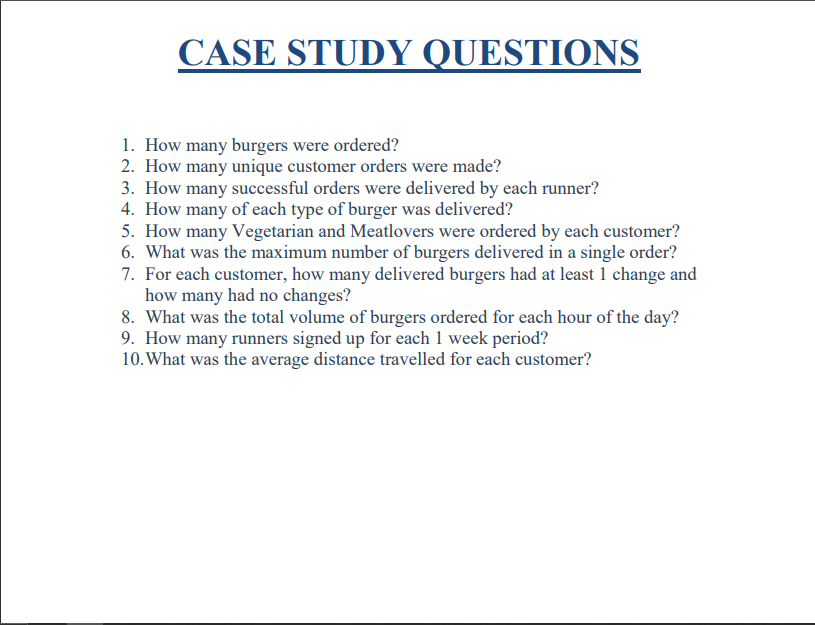 CASE STUDY QUESTIONS
1. How many burgers were ordered?
2. How many unique customer orders were made?
3. How many successful orders were delivered by each runner?
4. How many of each type of burger was delivered?
5. How many Vegetarian and Meatlovers were ordered by each customer?
6. What was the maximum number of burgers delivered in a single order?
7. For each customer, how many delivered burgers had at least 1 change and
how many had no changes?
8. What was the total volume of burgers ordered for each hour of the day?
9. How many runners signed up for each 1 week period?
10.What was the average distance travelled for each customer?